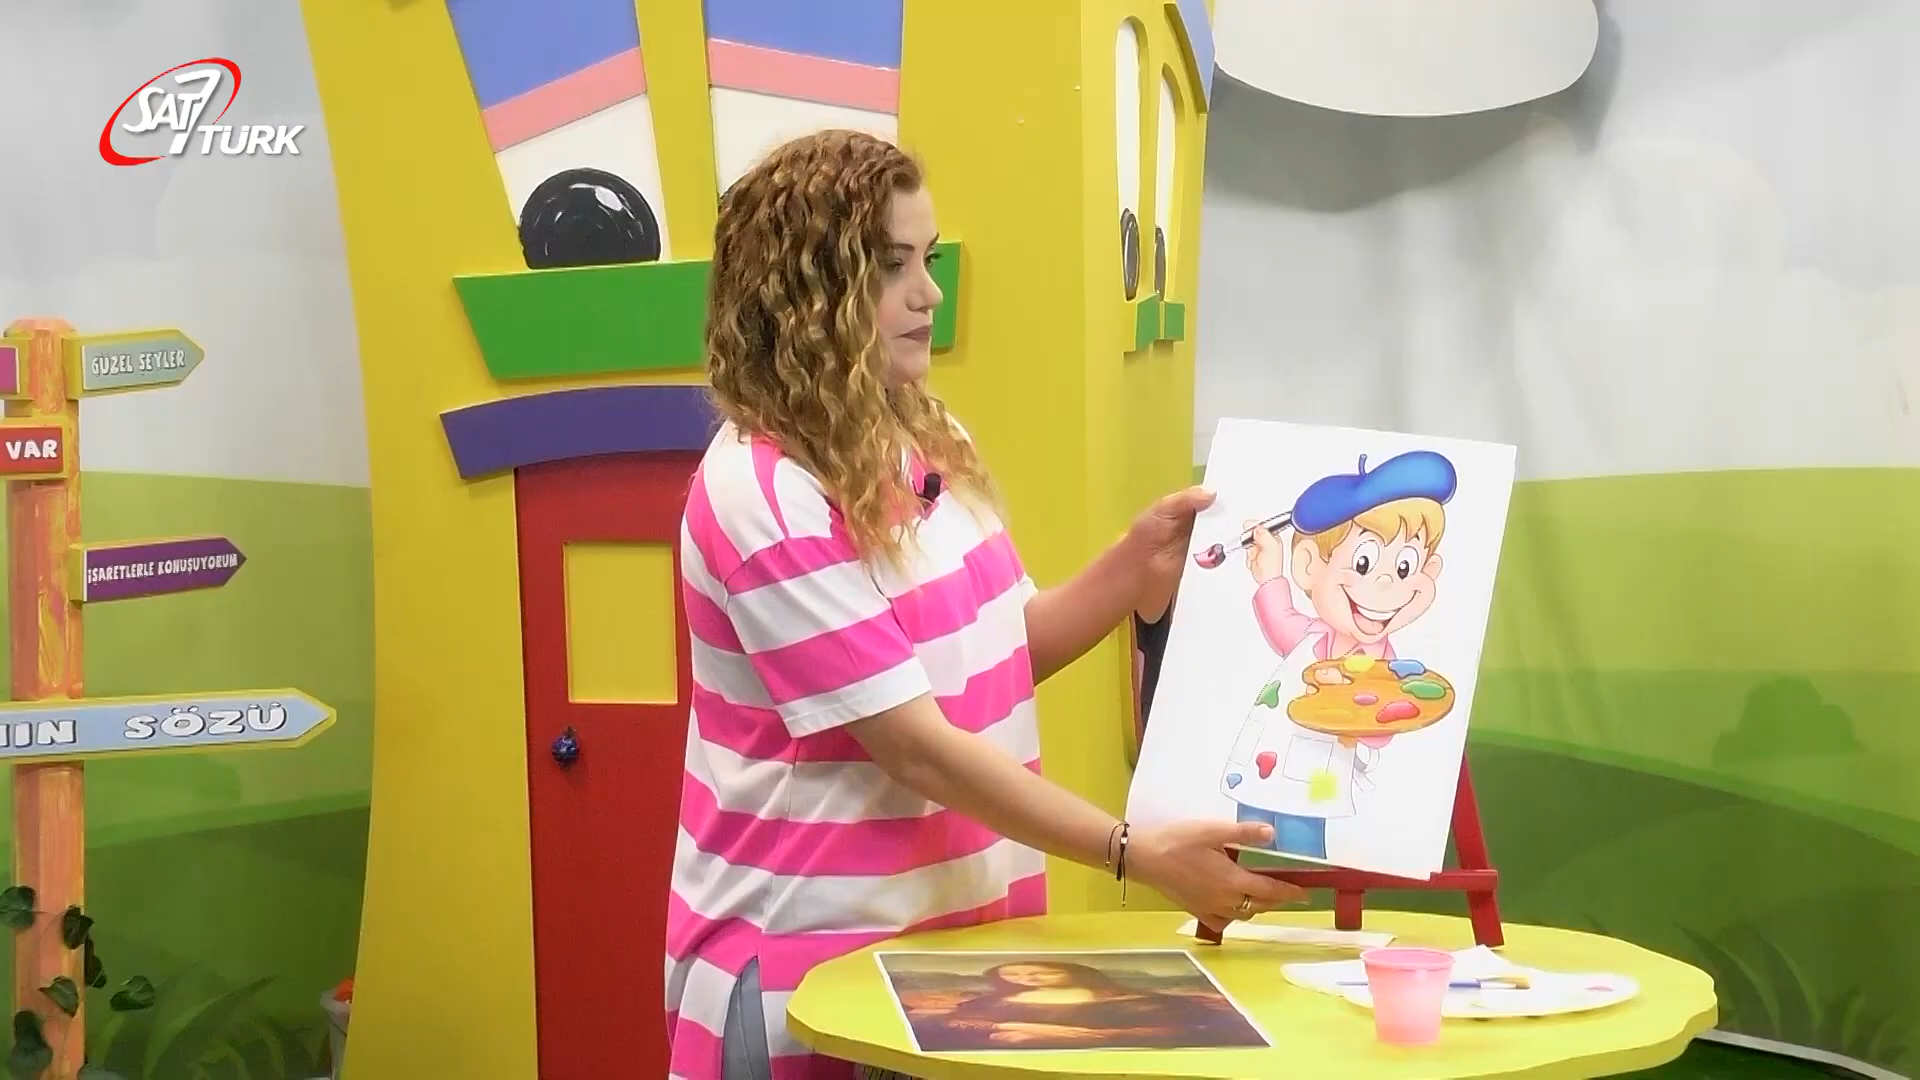 SAT7
TÜRK
GÜZEL ŞEYLER
VAR
İŞARETLERLE KONUŞUYORUM
SÖZÜ